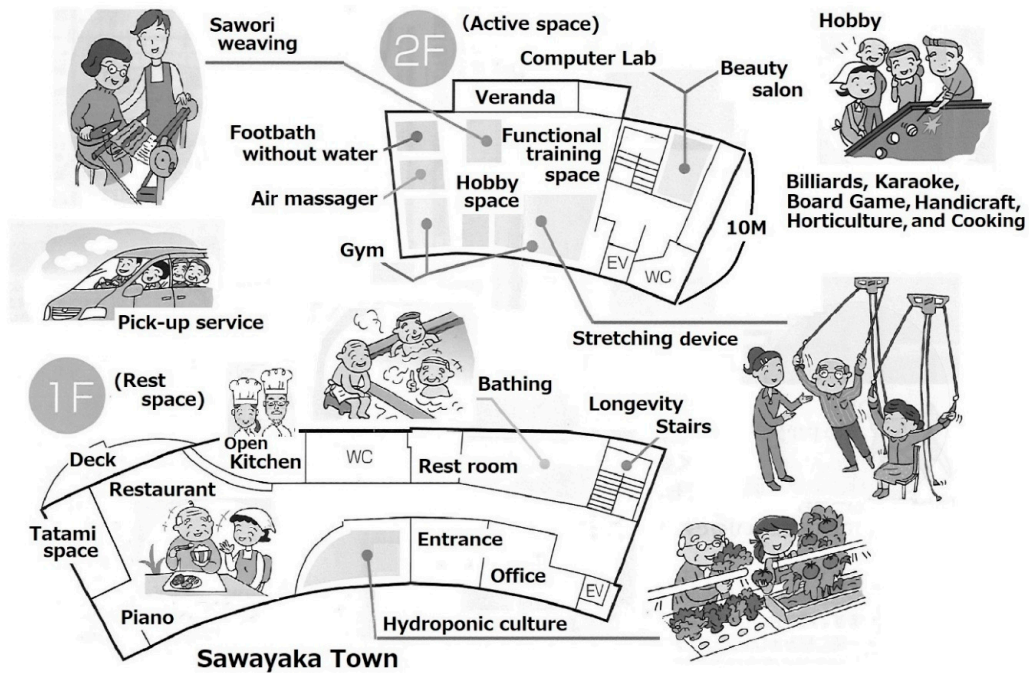 Sawori
weaving
2F
(Active space)
Computer Lab
Beauty
salon
Hobby
Veranda
Footbath
without water
Functional
training
space
Air massager
Hobby
space
Billiards, Karaoke,
Board Game, Handicraft,
Horticulture, and Cooking
Gym
10M
EV
WC
Pick-up service
Stretching device
1F
(Rest
space)
Bathing
Longevity
Stairs
Open
Kitchen
WC
Rest room
Deck
Restaurant
Tatami
space
Entrance
Office
EV
Piano
Hydroponic culture
Sawayaka Town